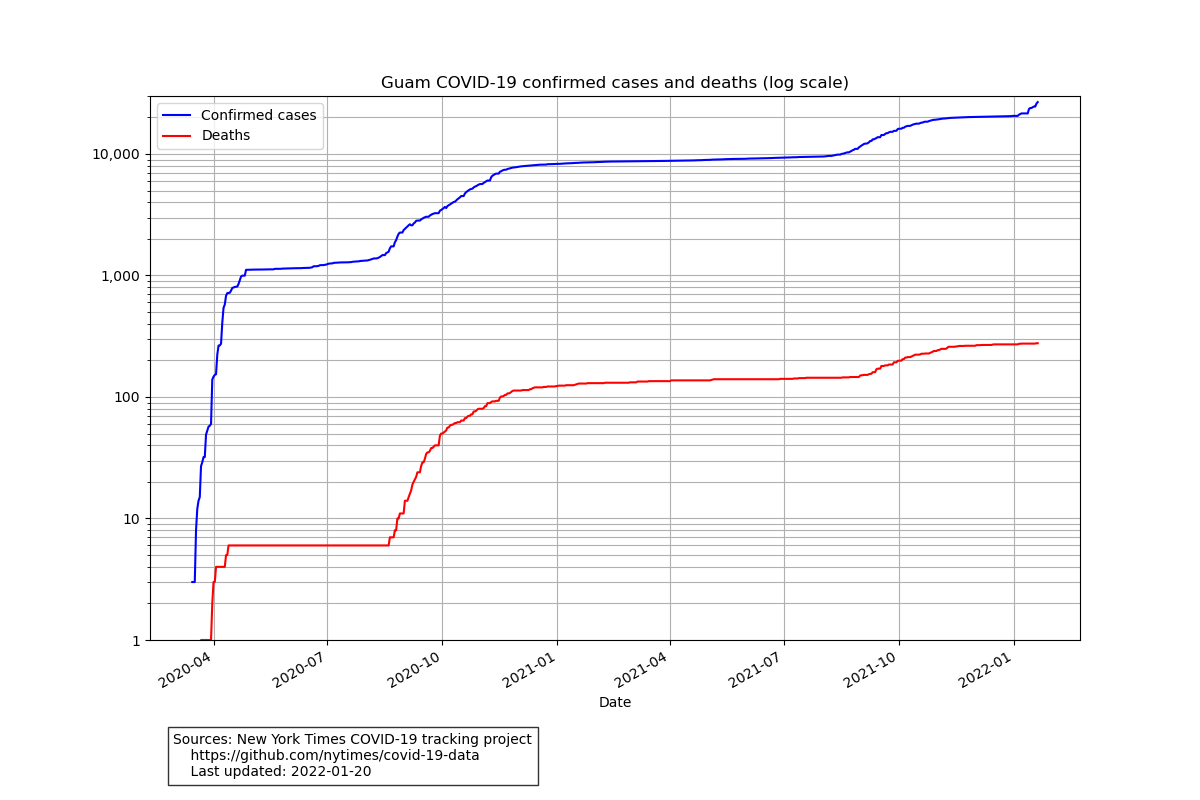 Guam COVID-19 confirmed cases and deaths (log scale)
Confirmed cases
Deaths
10,000
1,000
100
10
1
2020-04
2020-07
2020-10
2021-01
2021-04
2021-07
2021-10
2022-01
Date
Sources: New York Times COVID-19 tracking project
https://github.com/nytimes/covid-19-data
Last updated: 2022-01-20